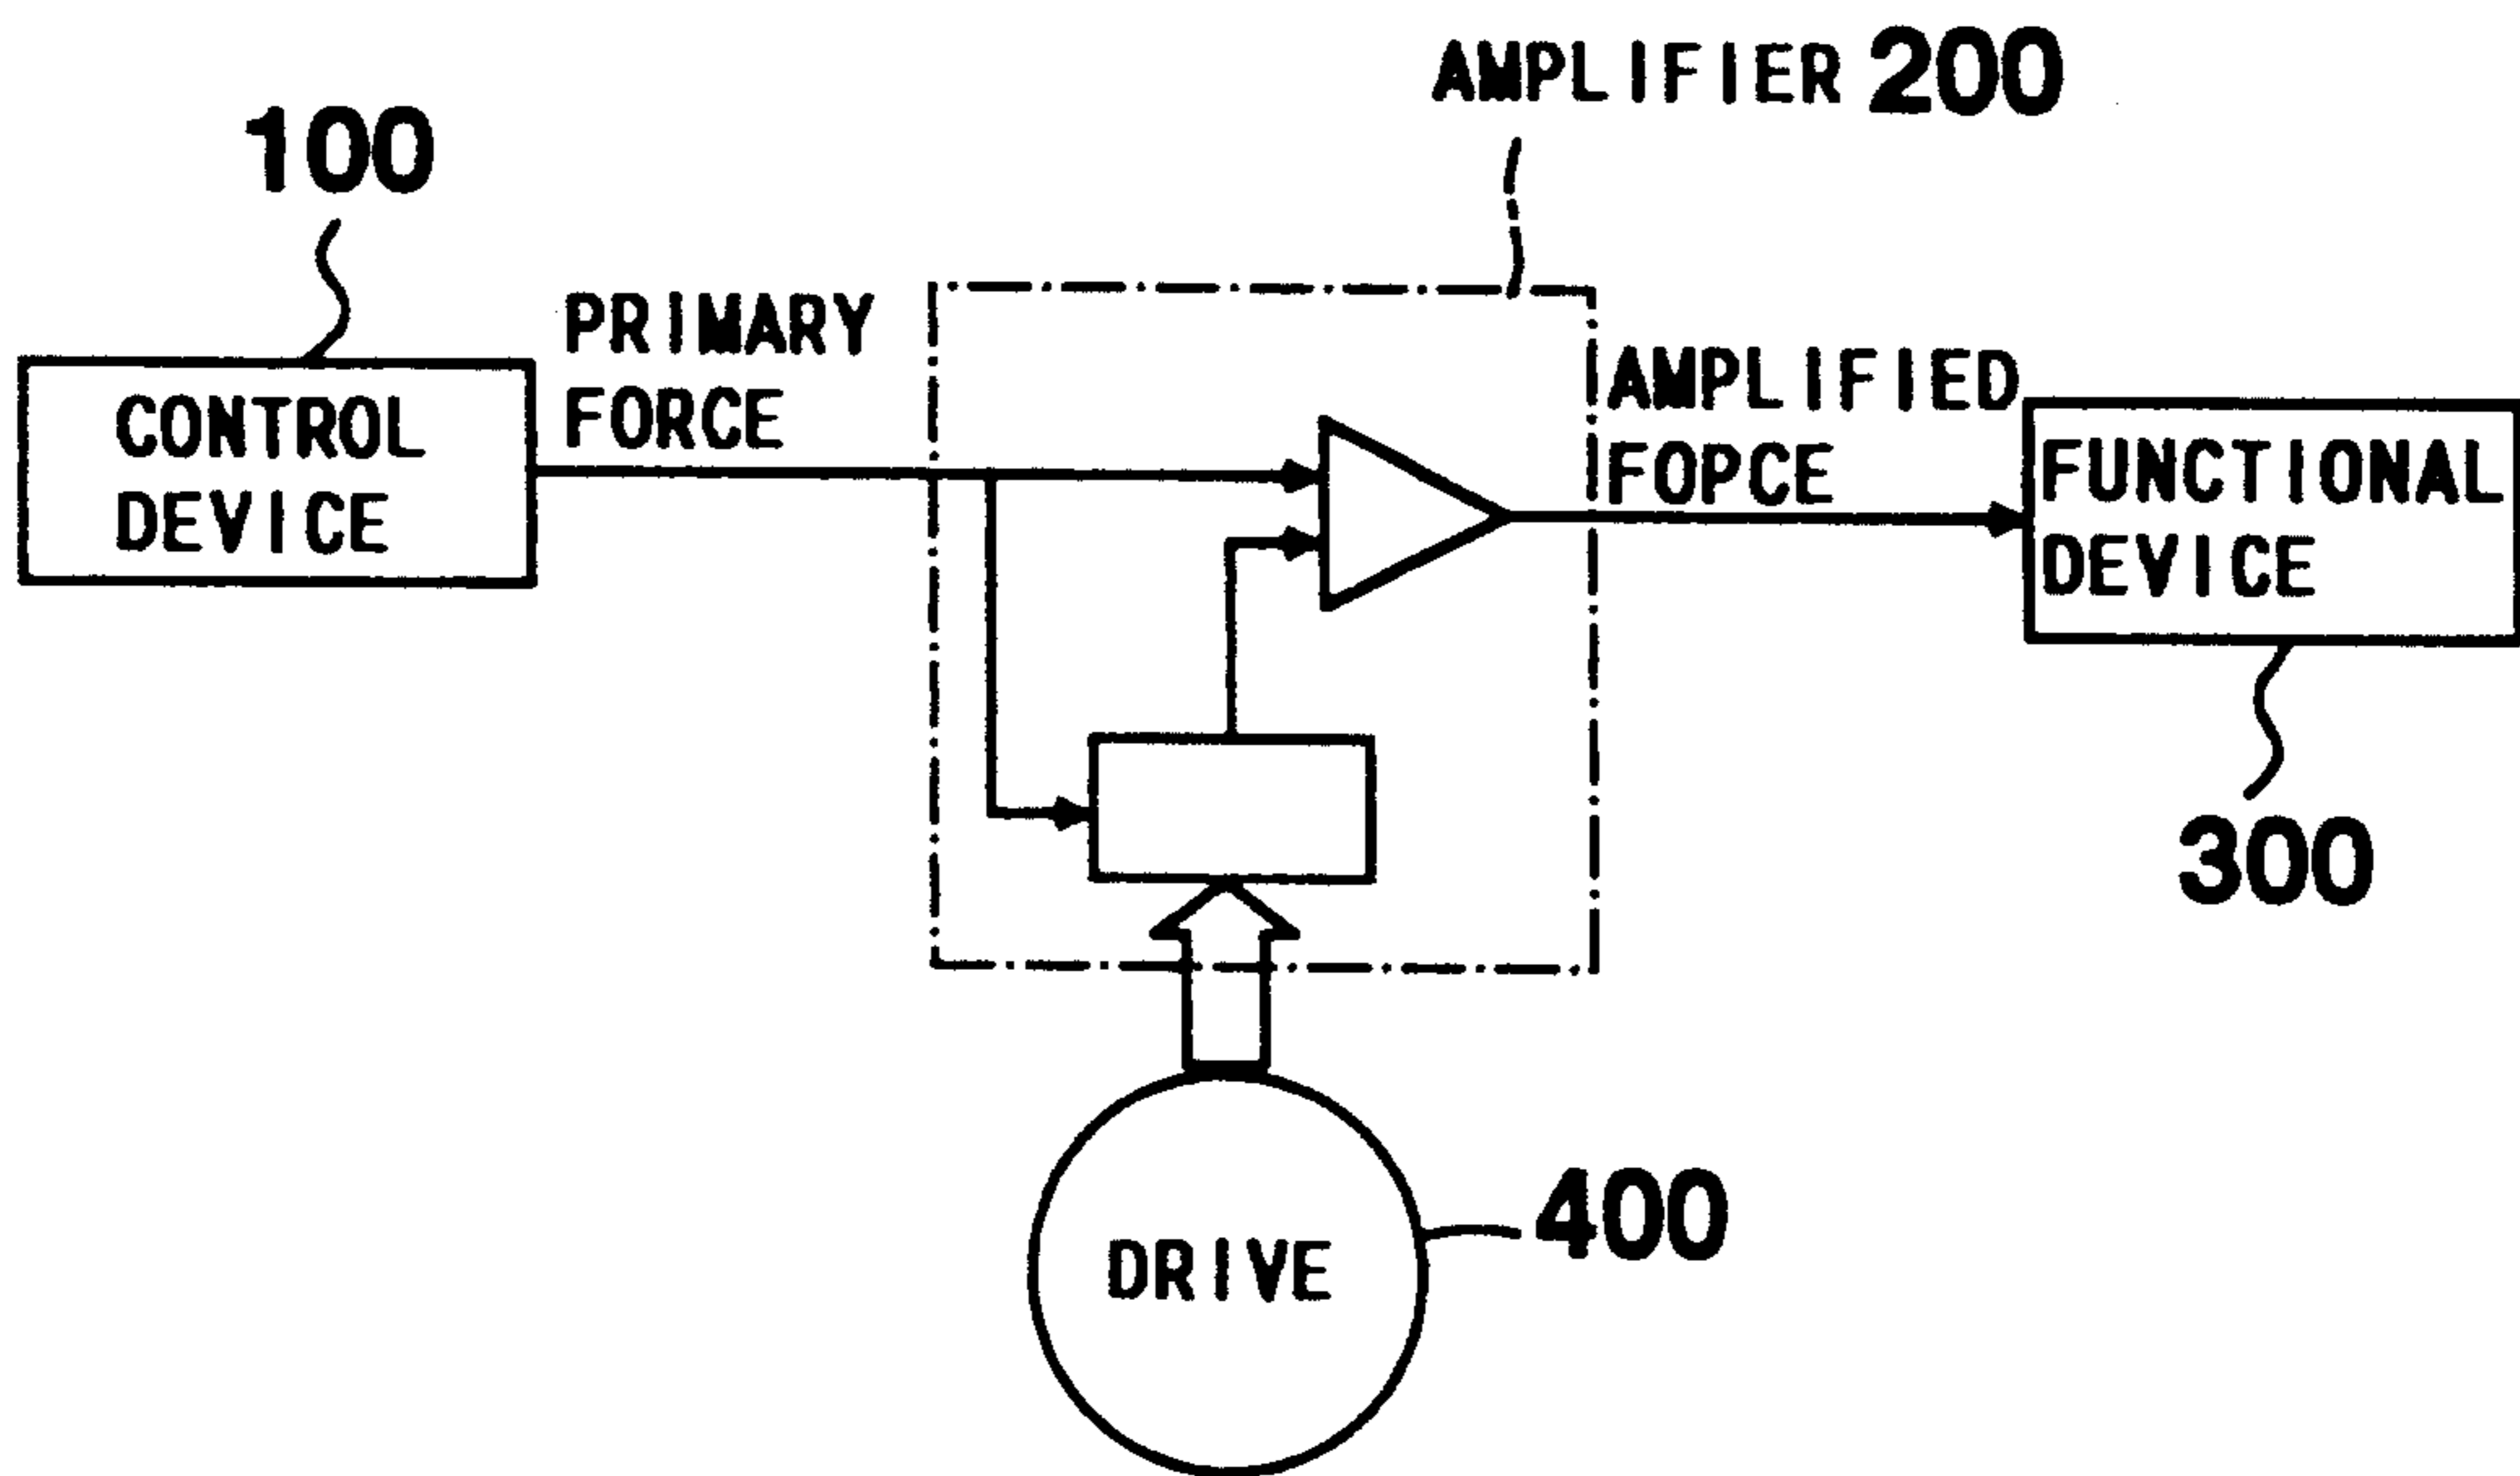 AMPLIFIER 200
100
PRIMARY
FORCE
CONTROL
DEVICE
AMPLIFIED
FOPCE
FUNCTIONAL
DEVICE
300
400
DRIVE